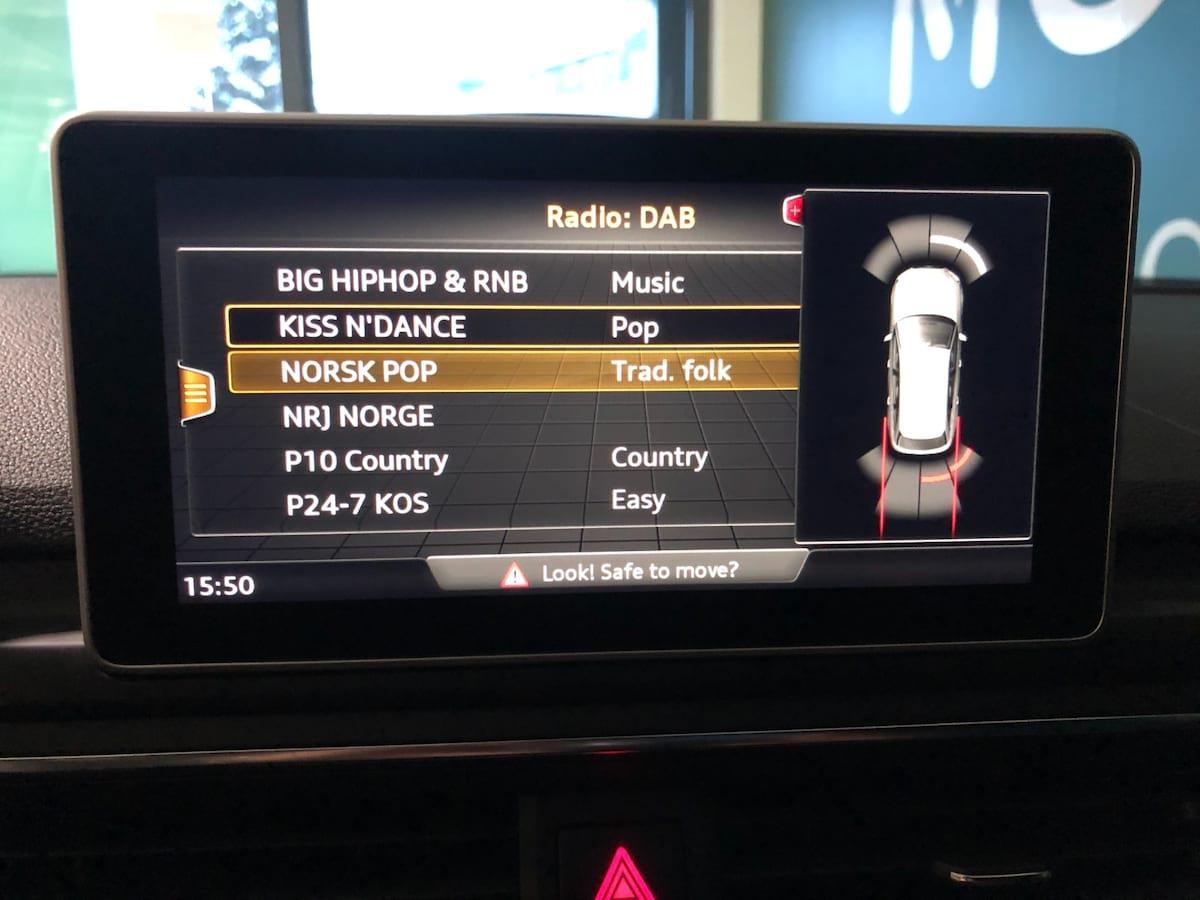 Radio: DAB
BIG HIPHOP & RNB Music
KISS N'DANCE Pop
NORSK POP Trad. folk
NRJ NORGE
P10 Country Country
P24-7 KOS Easy
Look! Safe to move?
15:50